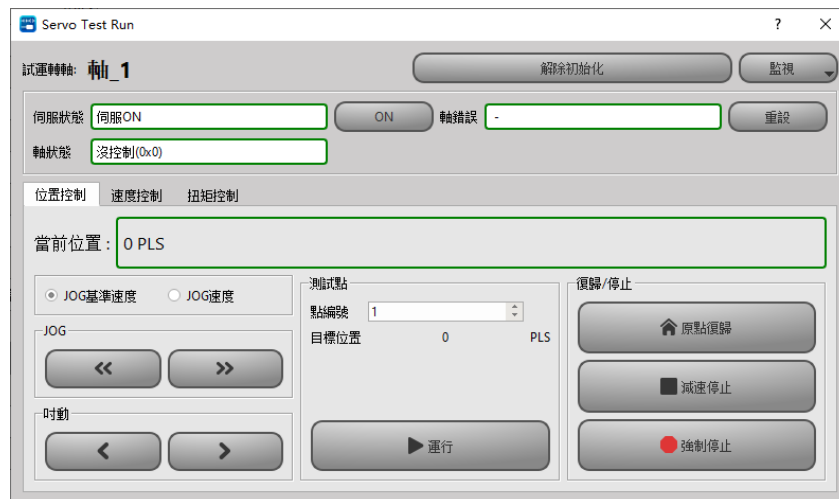 Servo Test Run
試運轉軸: 軸_1 解除初始化 監視
伺服狀態 伺服ON ON 軸錯誤 - 重設
軸狀態 沒控制(0x0)
位置控制 速度控制 扭矩控制
當前位置： 0 PLS
JOG基準速度 JOG速度
JOG
吋動
測試點
點編號 1
目標位置 0 PLS
運行
復歸/停止
原點復歸
減速停止
強制停止